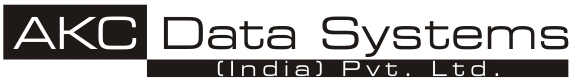 AKC Data Systems
(India) Pvt. Ltd.